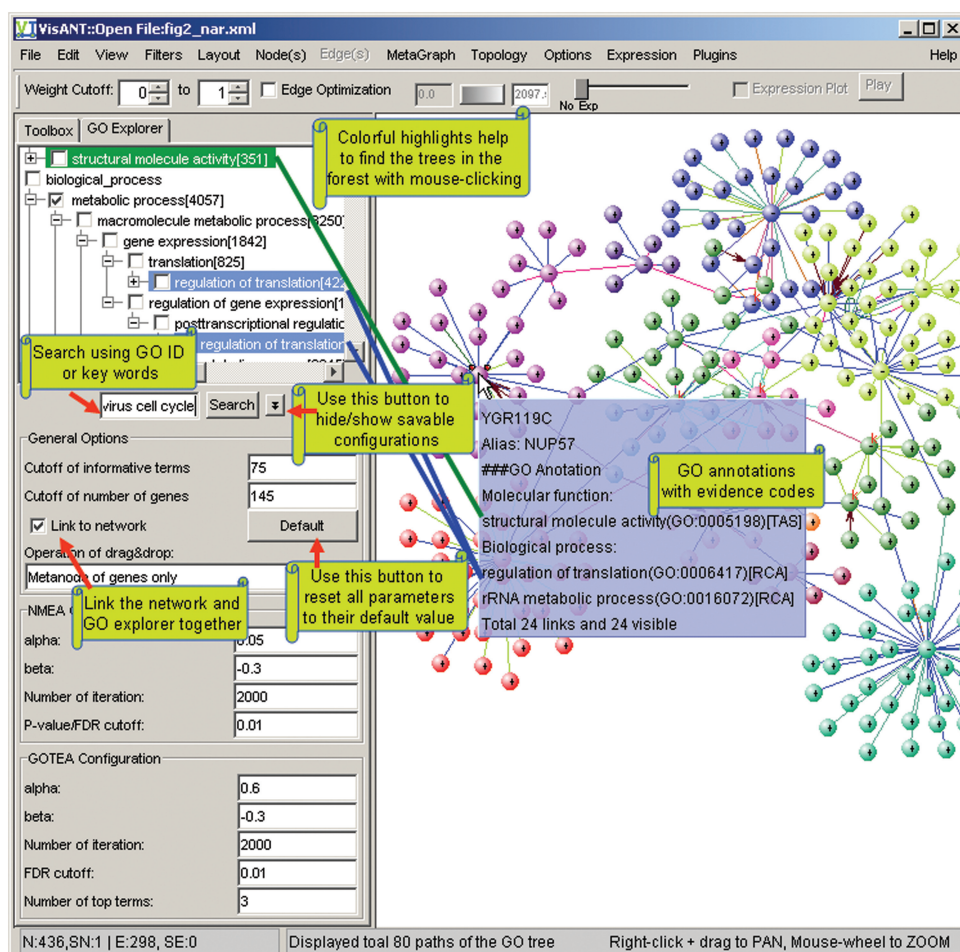 VisANT::Open File:fig2_nar.xml
File Edit View Filters Layout Node(s) Edge(s) MetaGraph Topology Options Expression Plugins Help
Weight Cutoff: 0 to 1 Edge Optimization 0.0 2097. No Exp Expression Plot Play
Toolbox GO Explorer
structural molecule activity[351]
biological_process
metabolic process[4057]
macromolecule metabolic process[3250]
gene expression[1842]
translation[825]
regulation of translation[422
regulation of gene expression[1
posttranscriptional regulatio
regulation of translation
Colorful highlights help
to find the trees in the
forest with mouse-clicking
Search using GO ID
or key words
virus cell cycle Search
Use this button to
hide/show savable
configurations
General Options
Cutoff of informative terms 75
Cutoff of number of genes 145
Link to network Default
Operation of drag&drop:
Metanode of genes only
Link the network and
GO explorer together
Use this button to
reset all parameters
to their default value
NMEA
alpha: 0.05
beta: -0.3
Number of iteration: 2000
P-value/FDR cutoff: 0.01
GOTEA Configuration
alpha: 0.6
beta: -0.3
Number of iteration: 2000
FDR cutoff: 0.01
Number of top terms: 3
YGR119C
Alias: NUP57
###GO Anotation
Molecular function:
structural molecule activity(GO:0005198)[TAS]
Biological process:
regulation of translation(GO:0006417)[RCA]
rRNA metabolic process(GO:0016072)[RCA]
Total 24 links and 24 visible
GO annotations
with evidence codes
k
k
k
k
N:436,SN:1 | E:298, SE:0 Displayed toal 80 paths of the GO tree Right-click + drag to PAN, Mouse-wheel to ZOOM